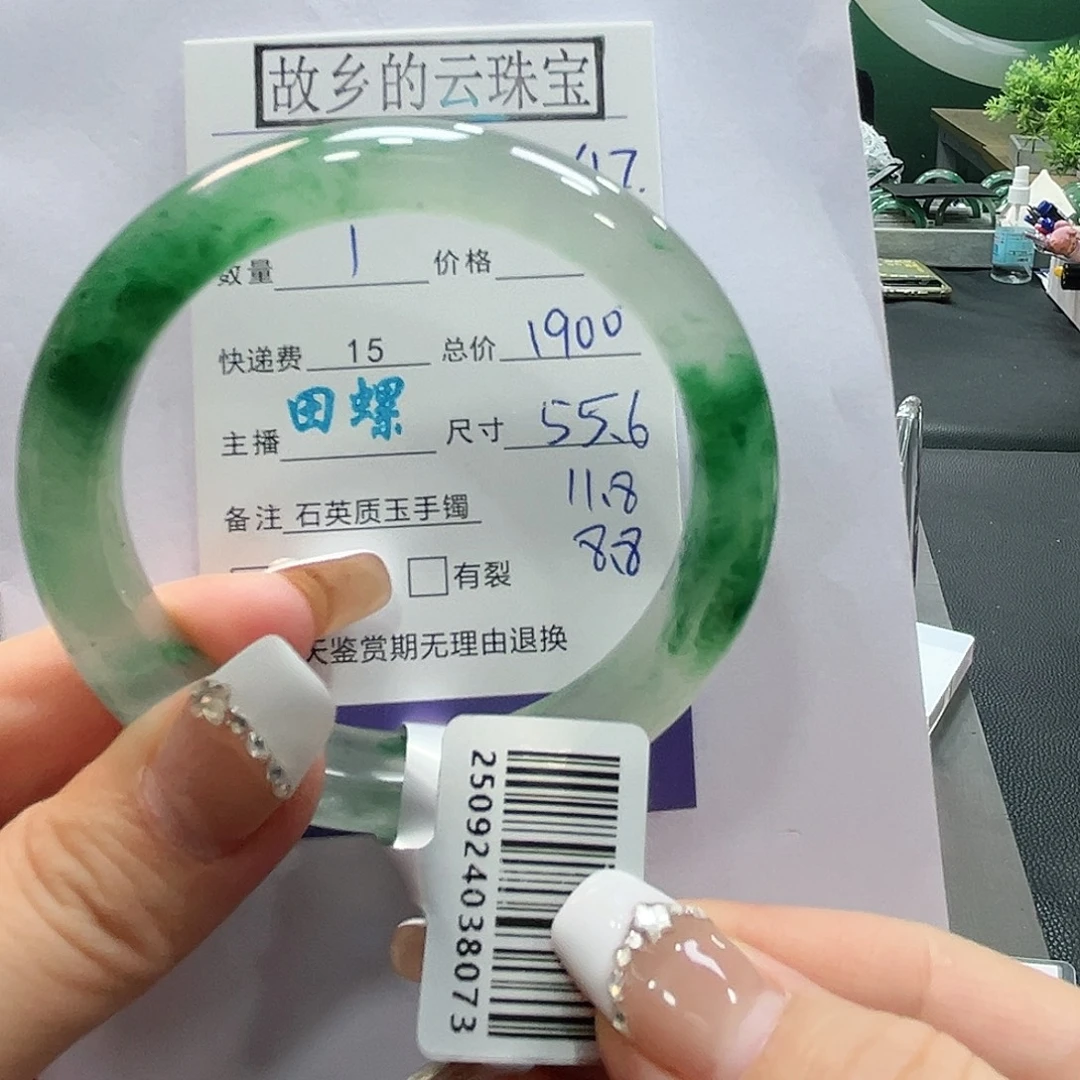 故乡的云珠宝
17.
数量 1 价格
快递费 15 总价 1900
主播 田螺 尺寸 55.6
11.8
备注 石英质玉手镯
8.8
有裂
天鉴赏期无理由退换
250924038073